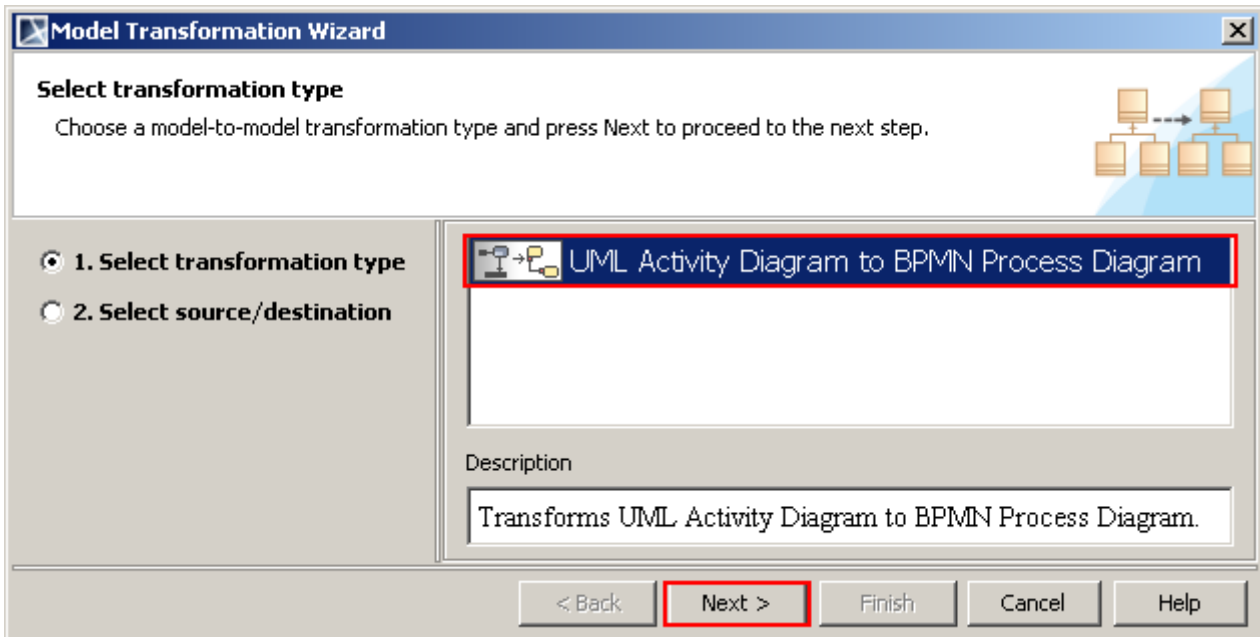 Model Transformation Wizard
Select transformation type
Choose a model-to-model transformation type and press Next to proceed to the next step.
1. Select transformation type
2. Select source/destination
UML Activity Diagram to BPMN Process Diagram
Description
Transforms UML Activity Diagram to BPMN Process Diagram.
< Back
Next >
Finish
Cancel
Help